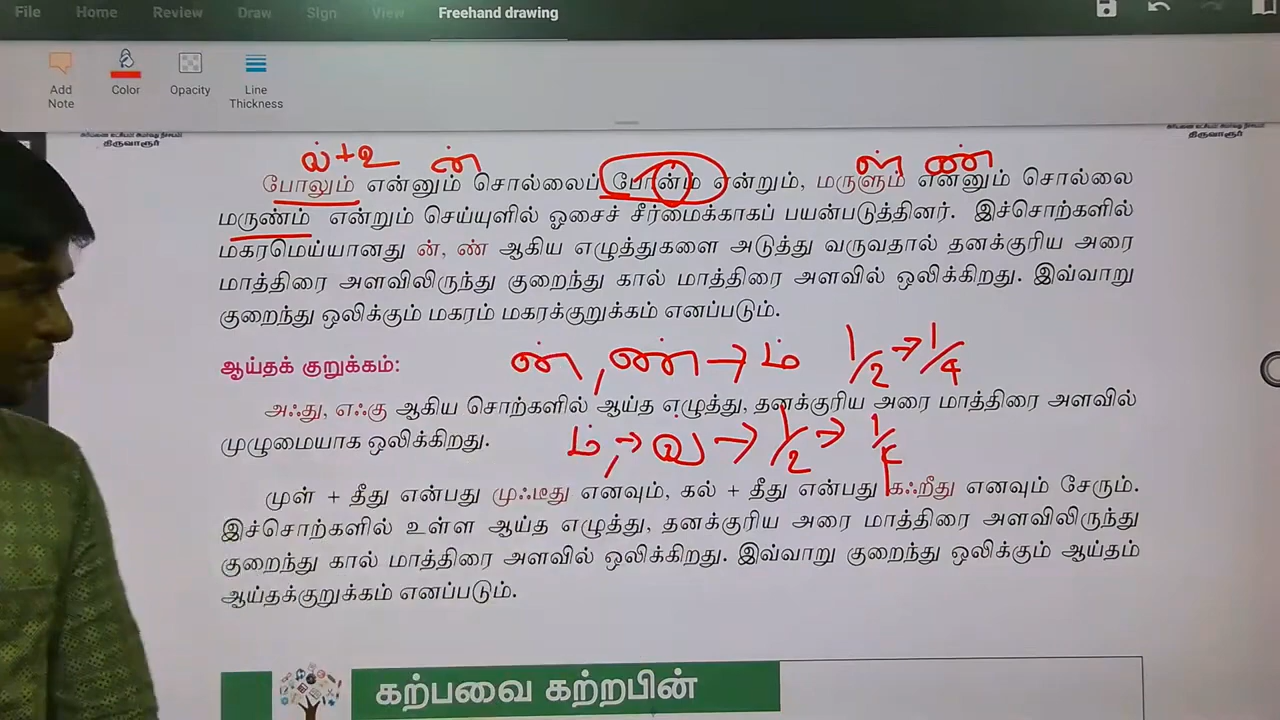 File Home Review Draw Sign View Freehand drawing
Add Note Color Opacity Line Thickness
திருவாரூர்
ல்+உ ன் ள் ண்
போலும் என்னும் சொல்லைப் போன்ம் என்றும், மருளும் என்னும் சொல்லை
மருண்ம் என்றும் செய்யுளில் ஓசைச் சீர்மைக்காகப் பயன்படுத்தினர். இச்சொற்களில்
மகரமெய்யானது ன், ண் ஆகிய எழுத்துகளை அடுத்து வருவதால் தனக்குரிய அரை
மாத்திரை அளவிலிருந்து குறைந்து கால் மாத்திரை அளவில் ஒலிக்கிறது. இவ்வாறு
குறைந்து ஒலிக்கும் மகரம் மகரக்குறுக்கம் எனப்படும்.
ன், ண் → ம் 1/2 → 1/4
ஆய்தக் குறுக்கம்:
அஃது, எஃகு ஆகிய சொற்களில் ஆய்த எழுத்து, தனக்குரிய அரை மாத்திரை அளவில்
முழுமையாக ஒலிக்கிறது.
ம், → வ → 1/2 → 1/4
முள் + தீது என்பது முஃடீது எனவும், கல் + தீது என்பது கஃறீது எனவும் சேரும்.
இச்சொற்களில் உள்ள ஆய்த எழுத்து, தனக்குரிய அரை மாத்திரை அளவிலிருந்து
குறைந்து கால் மாத்திரை அளவில் ஒலிக்கிறது. இவ்வாறு குறைந்து ஒலிக்கும் ஆய்தம்
ஆய்தக்குறுக்கம் எனப்படும்.
கற்பவை கற்றபின்